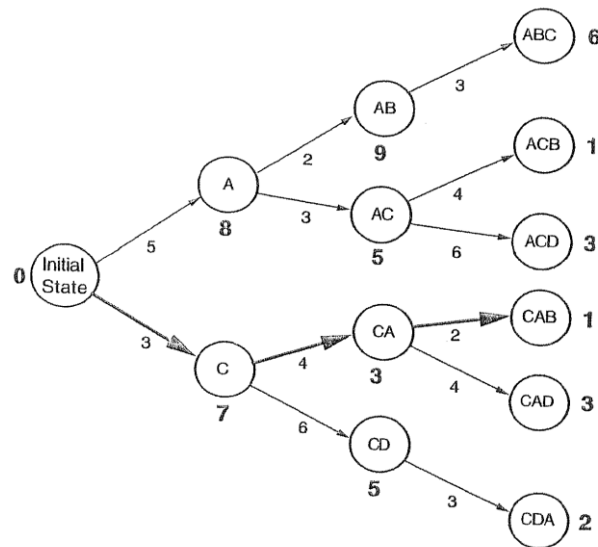 ABC 6
3
AB
9
2
ACB 1
A
8
4
3
AC
5
6
ACD 3
5
0 Initial
State
3
CAB 1
2
CA
3
4
C
7
4
CAD 3
6
CD
5
3
CDA 2